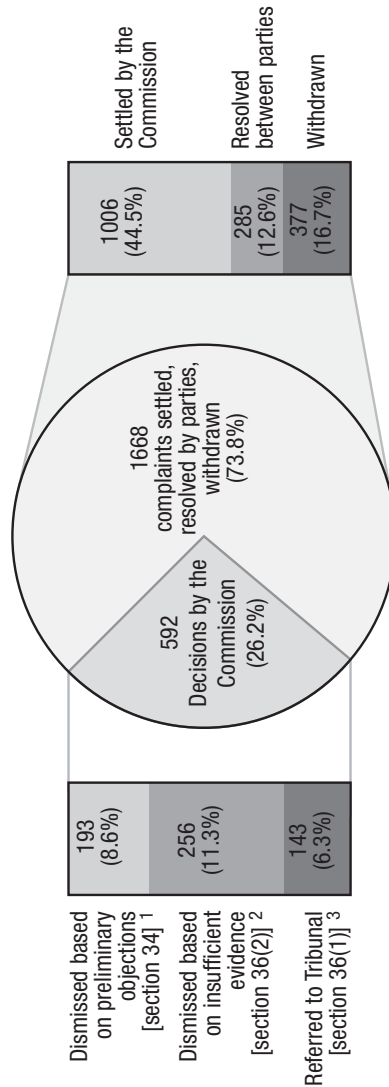 Dismissed based
on preliminary
objections
[section 34] 1
Dismissed based
on insufficient
evidence
[section 36(2)] 2
Referred to Tribunal
[section 36(1)] 3
193
(8.6%)
256
(11.3%)
143
(6.3%)
592
Decisions by the
Commission
(26.2%)
1668
complaints settled,
resolved by parties,
withdrawn
(73.8%)
1006
(44.5%)
285
(12.6%)
377
(16.7%)
Settled by the
Commission
Resolved
between parties
Withdrawn